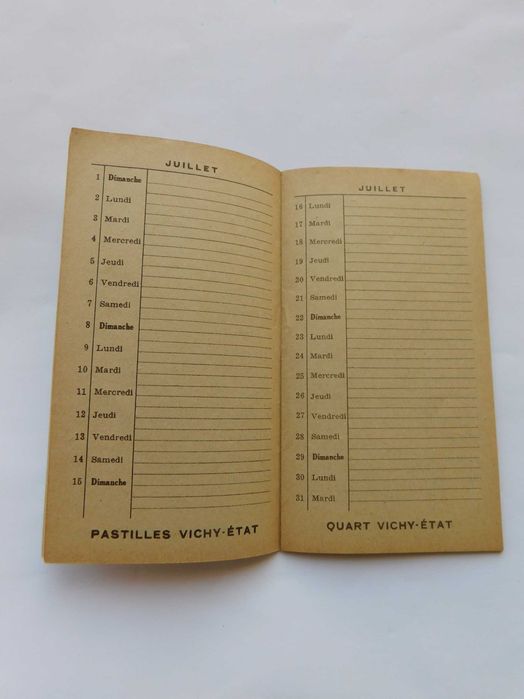 JUILLET
1 Dimanche
2 Lundi
3 Mardi
4 Mercredi
5 Jeudi
6 Vendredi
7 Samedi
8 Dimanche
9 Lundi
10 Mardi
11 Mercredi
12 Jeudi
13 Vendredi
14 Samedi
15 Dimanche
PASTILLES VICHY-ÉTAT
JUILLET
16 Lundi
17 Mardi
18 Mercredi
19 Jeudi
20 Vendredi
21 Samedi
22 Dimanche
23 Lundi
24 Mardi
25 Mercredi
26 Jeudi
27 Vendredi
28 Samedi
29 Dimanche
30 Lundi
31 Mardi
QUART VICHY-ÉTAT